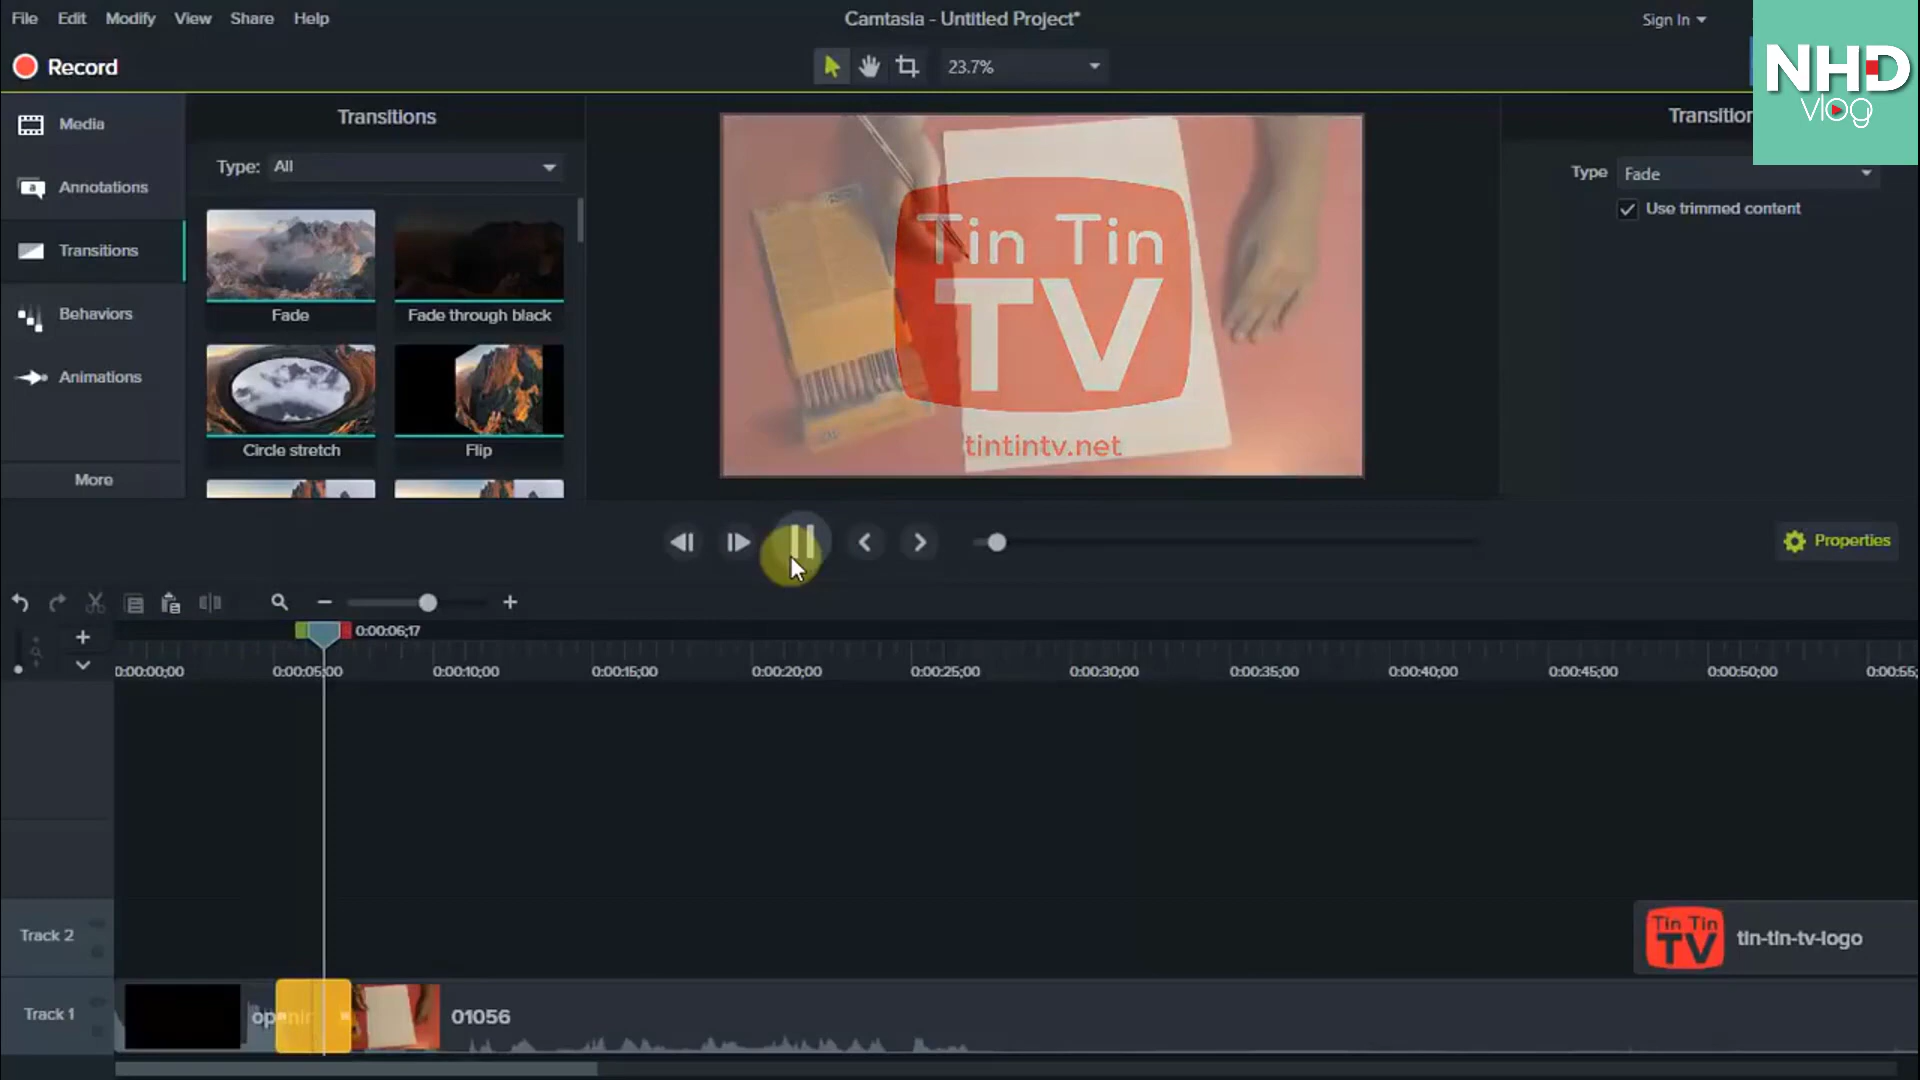 File Edit Modify View Share Help
Camtasia - Untitled Project*
Sign In
NHD
vlog
Record
23.7%
Media
Annotations
Transitions
Behaviors
Animations
More
Transitions
Type: All
Fade
Fade through black
Circle stretch
Flip
Tin Tin
TV
tintintv.net
Type Fade
Use trimmed content
Properties
0:00:06;17
0:00:00;00 0:00:05;00 0:00:10;00 0:00:15;00 0:00:20;00 0:00:25;00 0:00:30;00 0:00:35;00 0:00:40;00 0:00:45;00 0:00:50;00 0:00:55;
Track 2
Tin Tin
TV
tin-tin-tv-logo
Track 1
01056